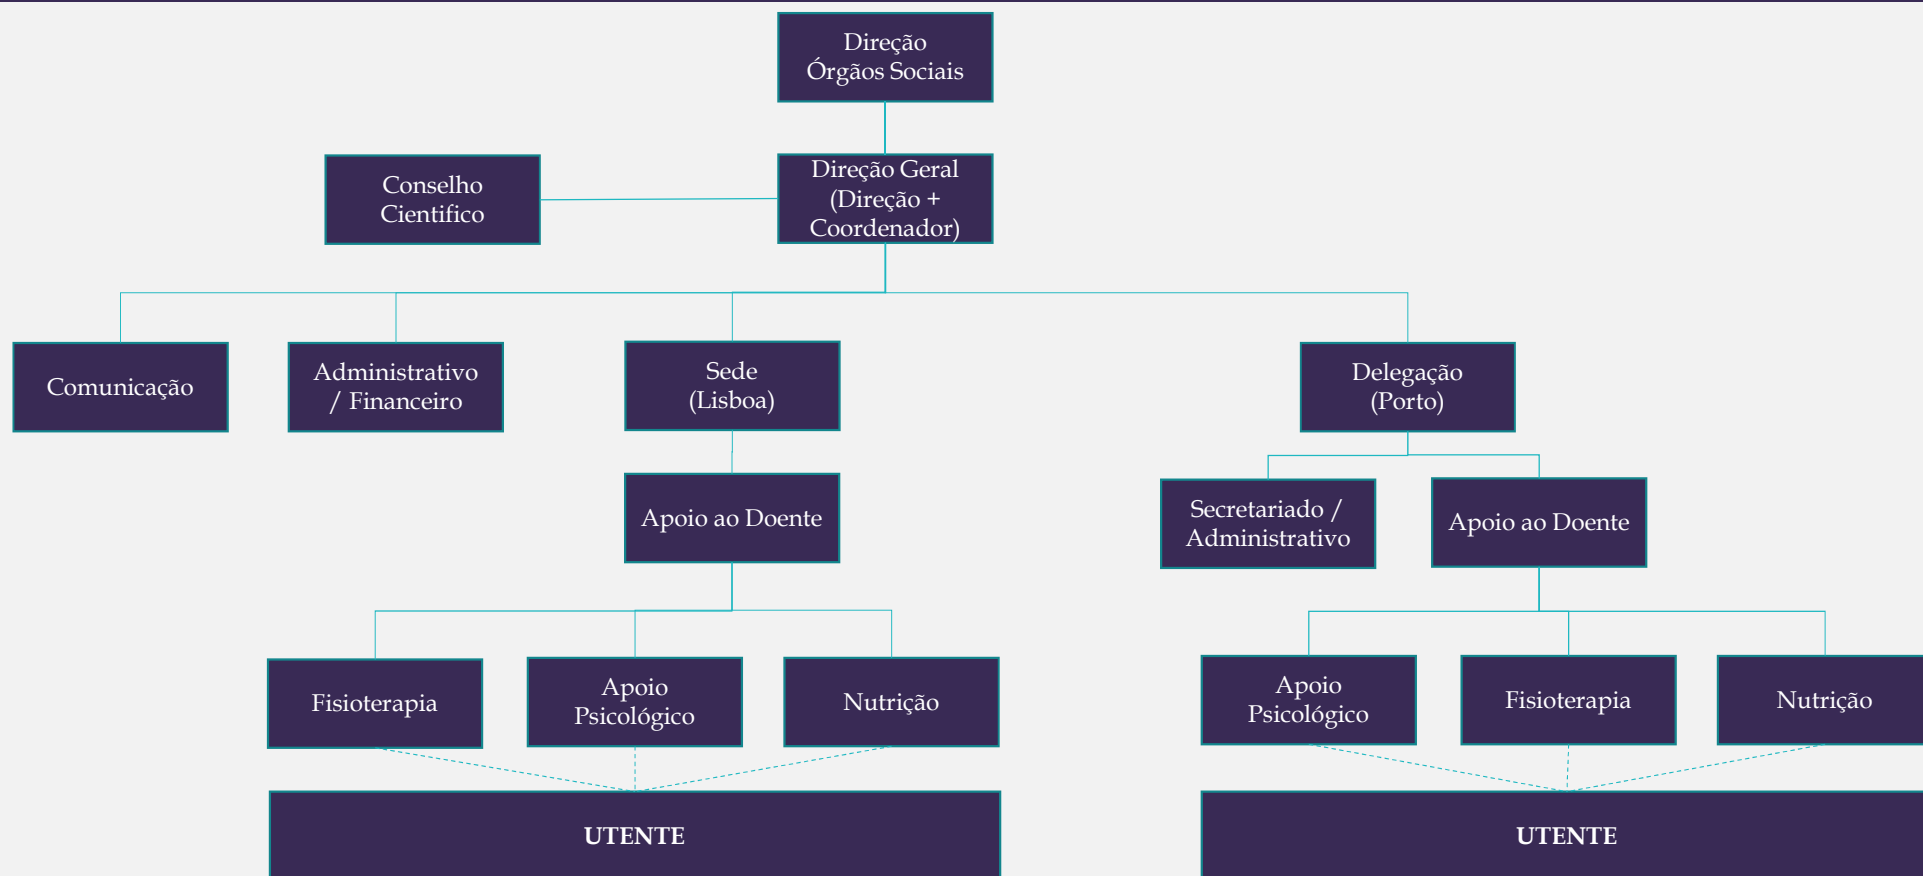 Direção
Órgãos Sociais
Conselho
Cientifico
Direção Geral
(Direção +
Coordenador)
Comunicação
Administrativo
/ Financeiro
Sede
(Lisboa)
Delegação
(Porto)
Apoio ao Doente
Secretariado /
Administrativo
Apoio ao Doente
Fisioterapia
Apoio
Psicológico
Nutrição
Apoio
Psicológico
Fisioterapia
Nutrição
UTENTE
UTENTE